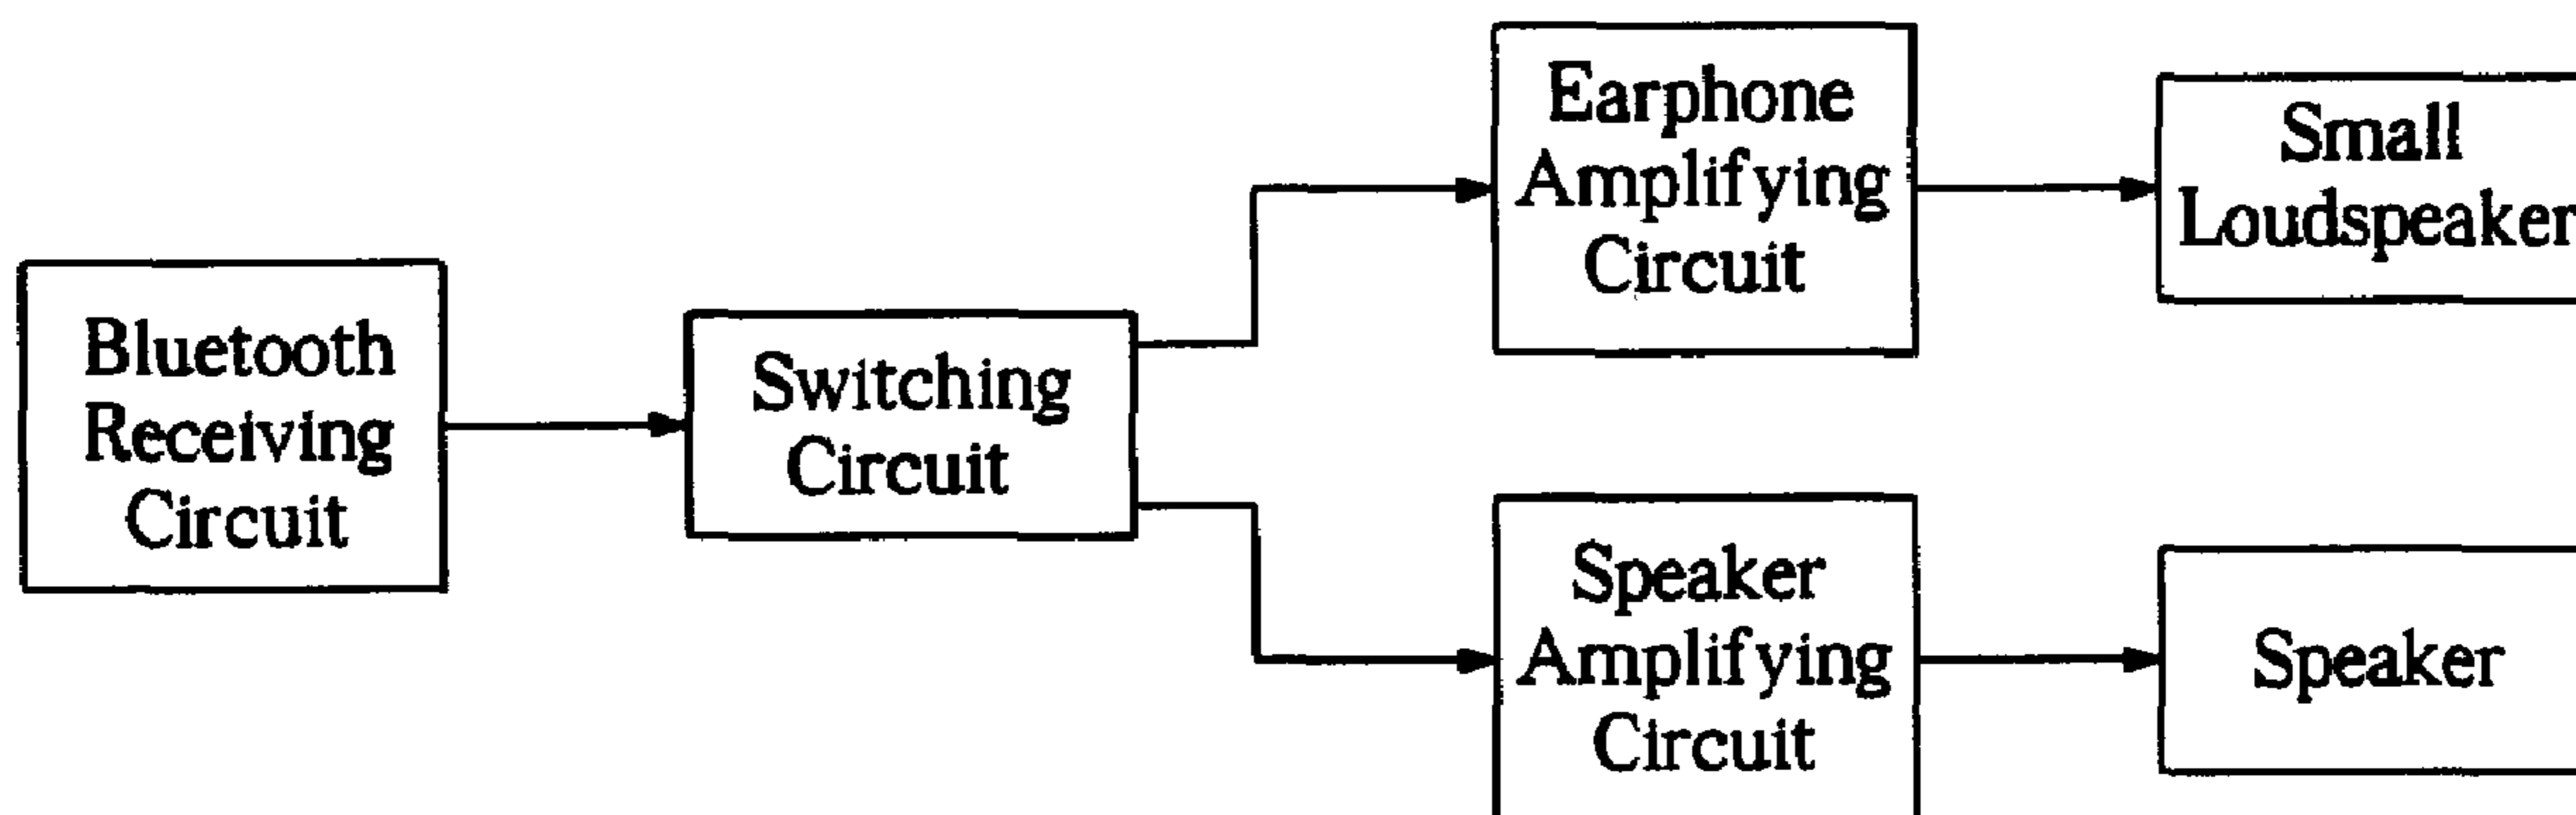 Bluetooth
Receiving
Circuit
Switching
Circuit
Earphone
Amplifying
Circuit
Small
Loudspeaker
Speaker
Amplifying
Circuit
Speaker